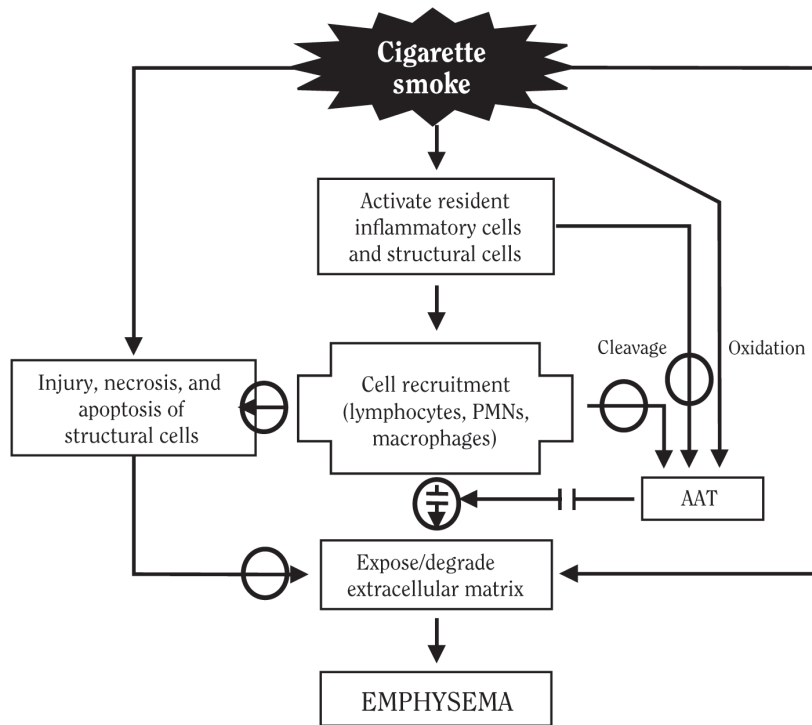 Cigarette
smoke
Activate resident
inflammatory cells
and structural cells
Cleavage
Oxidation
Injury, necrosis, and
apoptosis of
structural cells
Cell recruitment
(lymphocytes, PMNs,
macrophages)
AAT
Expose/degrade
extracellular matrix
EMPHYSEMA